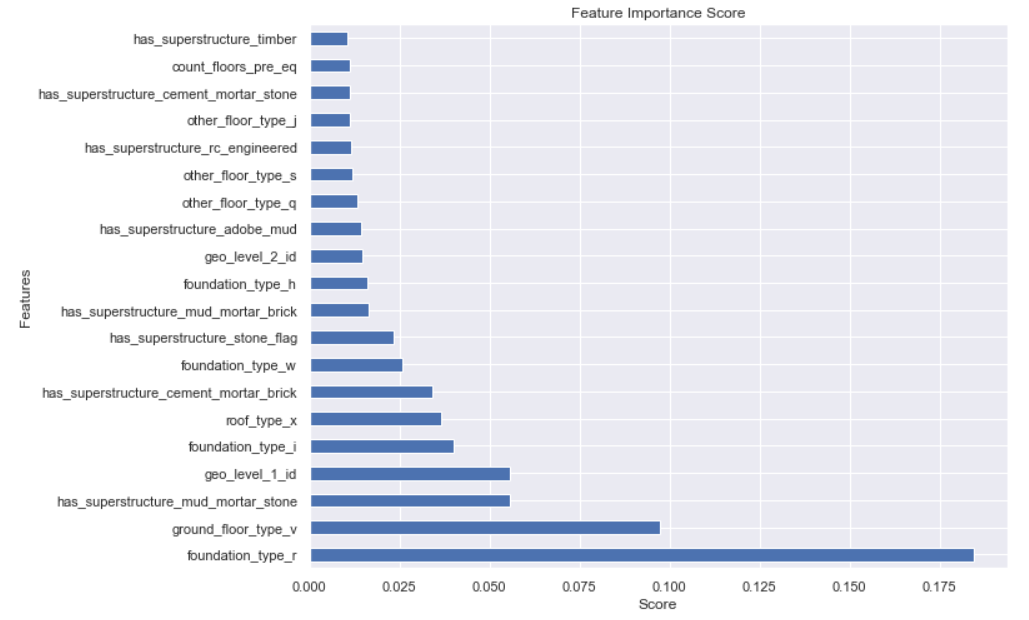 Feature Importance Score
has_superstructure_timber
count_floors_pre_eq
has_superstructure_cement_mortar_stone
other_floor_type_j
has_superstructure_rc_engineered
other_floor_type_s
other_floor_type_q
has_superstructure_adobe_mud
geo_level_2_id
foundation_type_h
has_superstructure_mud_mortar_brick
has_superstructure_stone_flag
foundation_type_w
has_superstructure_cement_mortar_brick
roof_type_x
foundation_type_i
geo_level_1_id
has_superstructure_mud_mortar_stone
ground_floor_type_v
foundation_type_r
Features
0.000 0.025 0.050 0.075 0.100 0.125 0.150 0.175
Score